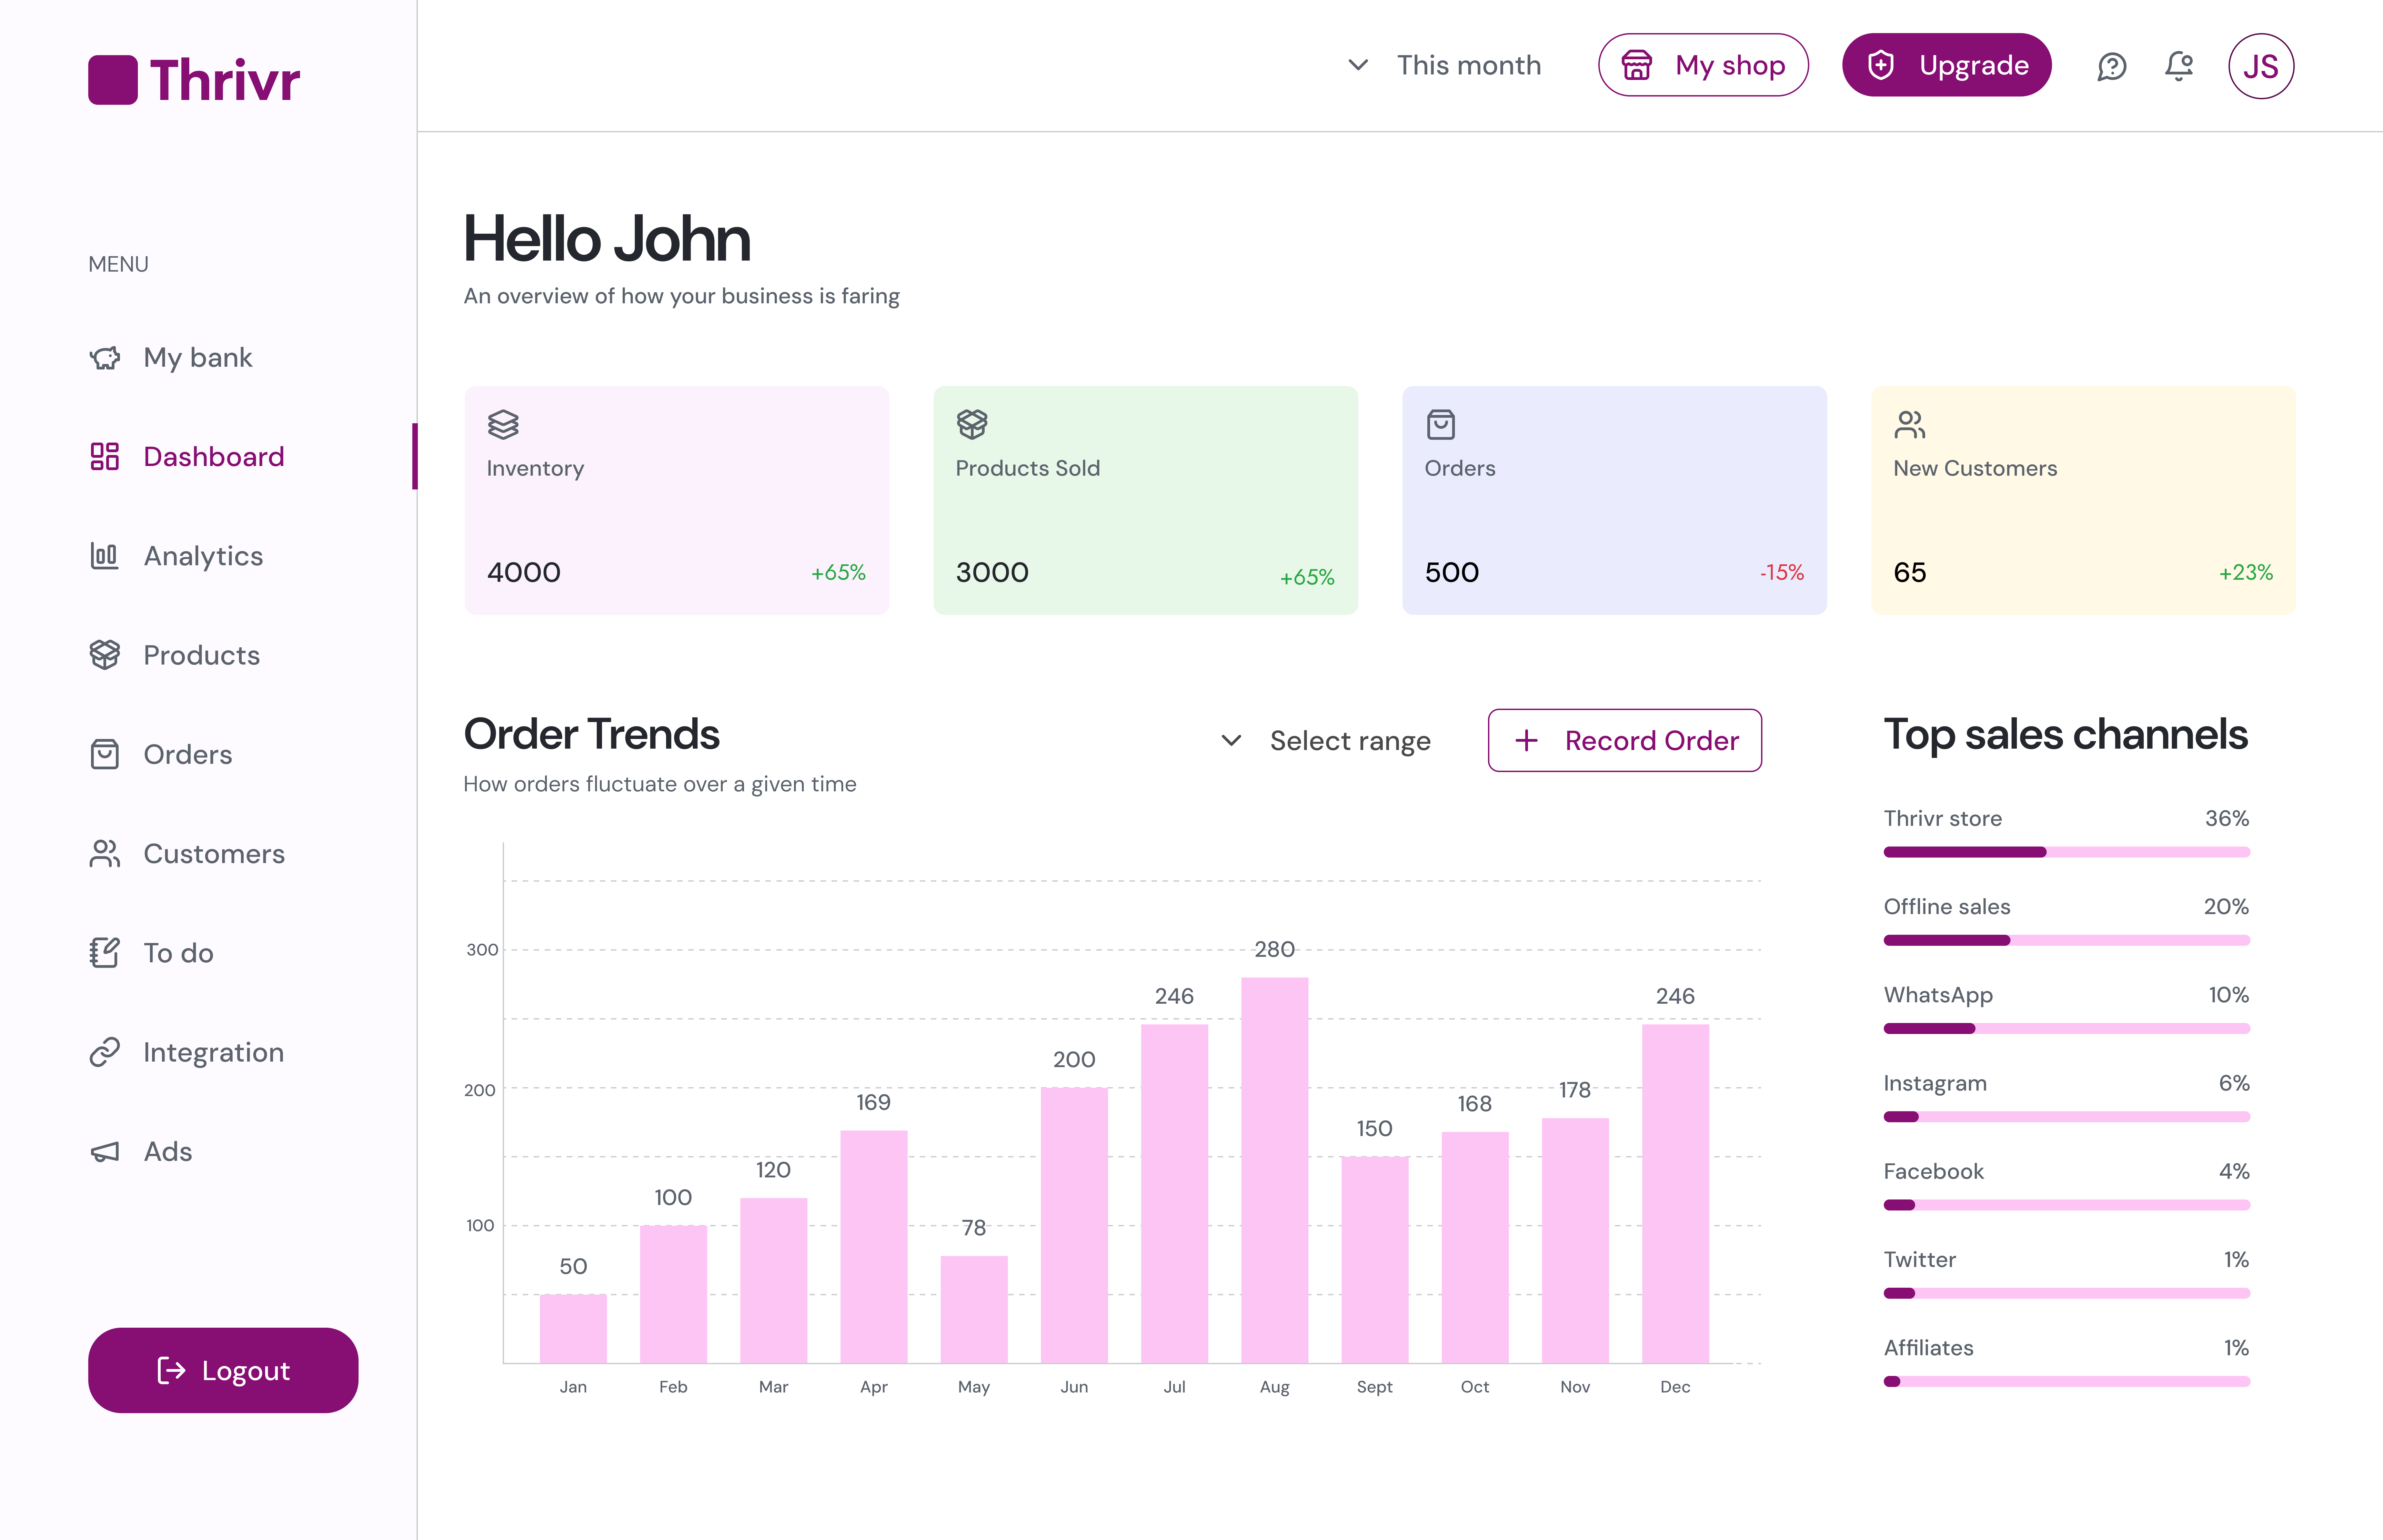 Thrivr
This month
My shop
Upgrade
JS
MENU
My bank
Dashboard
Analytics
Products
Orders
Customers
To do
Integration
Ads
Logout
Hello John
An overview of how your business is faring
Inventory
4000
+65%
Products Sold
3000
+65%
Orders
500
-15%
New Customers
65
+23%
Order Trends
How orders fluctuate over a given time
Select range
Record Order
300
200
100
50
100
120
169
78
200
246
280
150
168
178
246
Jan
Feb
Mar
Apr
May
Jun
Jul
Aug
Sept
Oct
Nov
Dec
Top sales channels
Thrivr store 36%
Offline sales 20%
WhatsApp 10%
Instagram 6%
Facebook 4%
Twitter 1%
Affiliates 1%